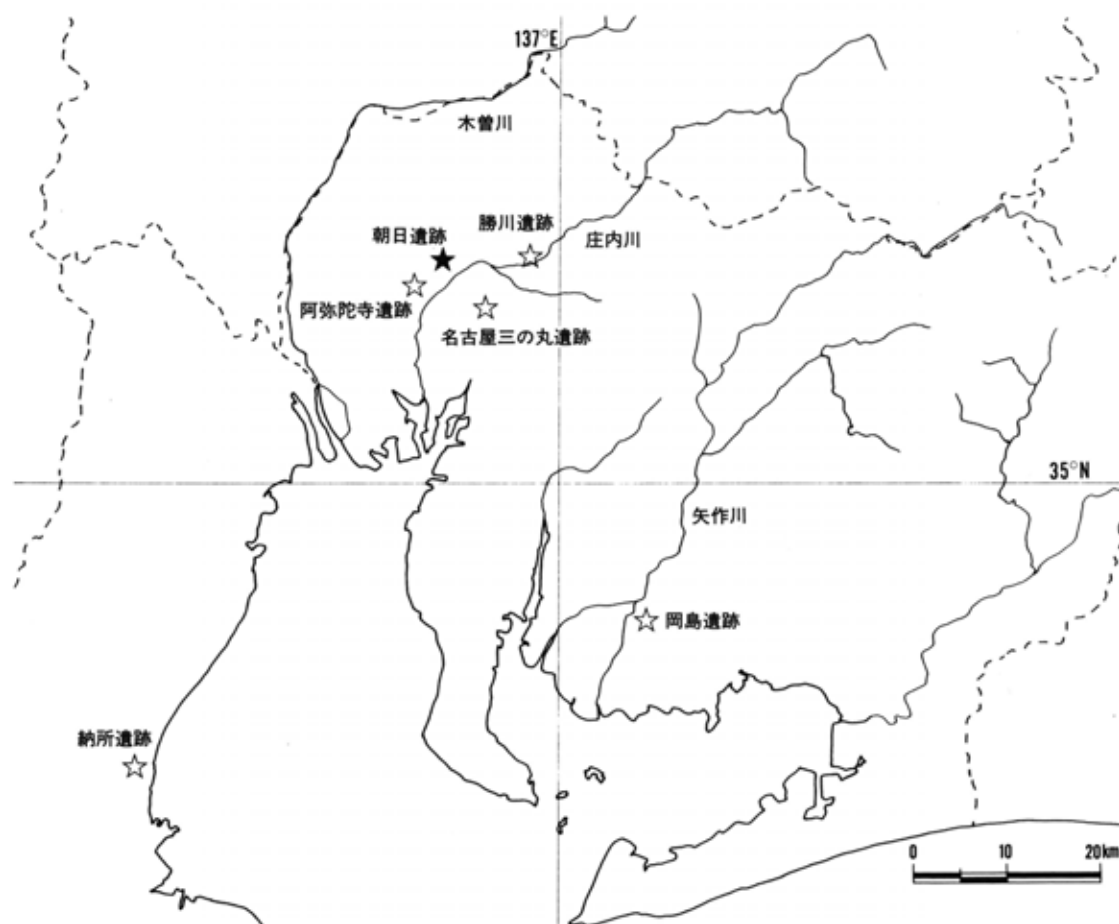 137°E
木曽川
勝川遺跡
朝日遺跡
庄内川
阿弥陀寺遺跡
名古屋三の丸遺跡
35°N
矢作川
岡島遺跡
納所遺跡
0 10 20km